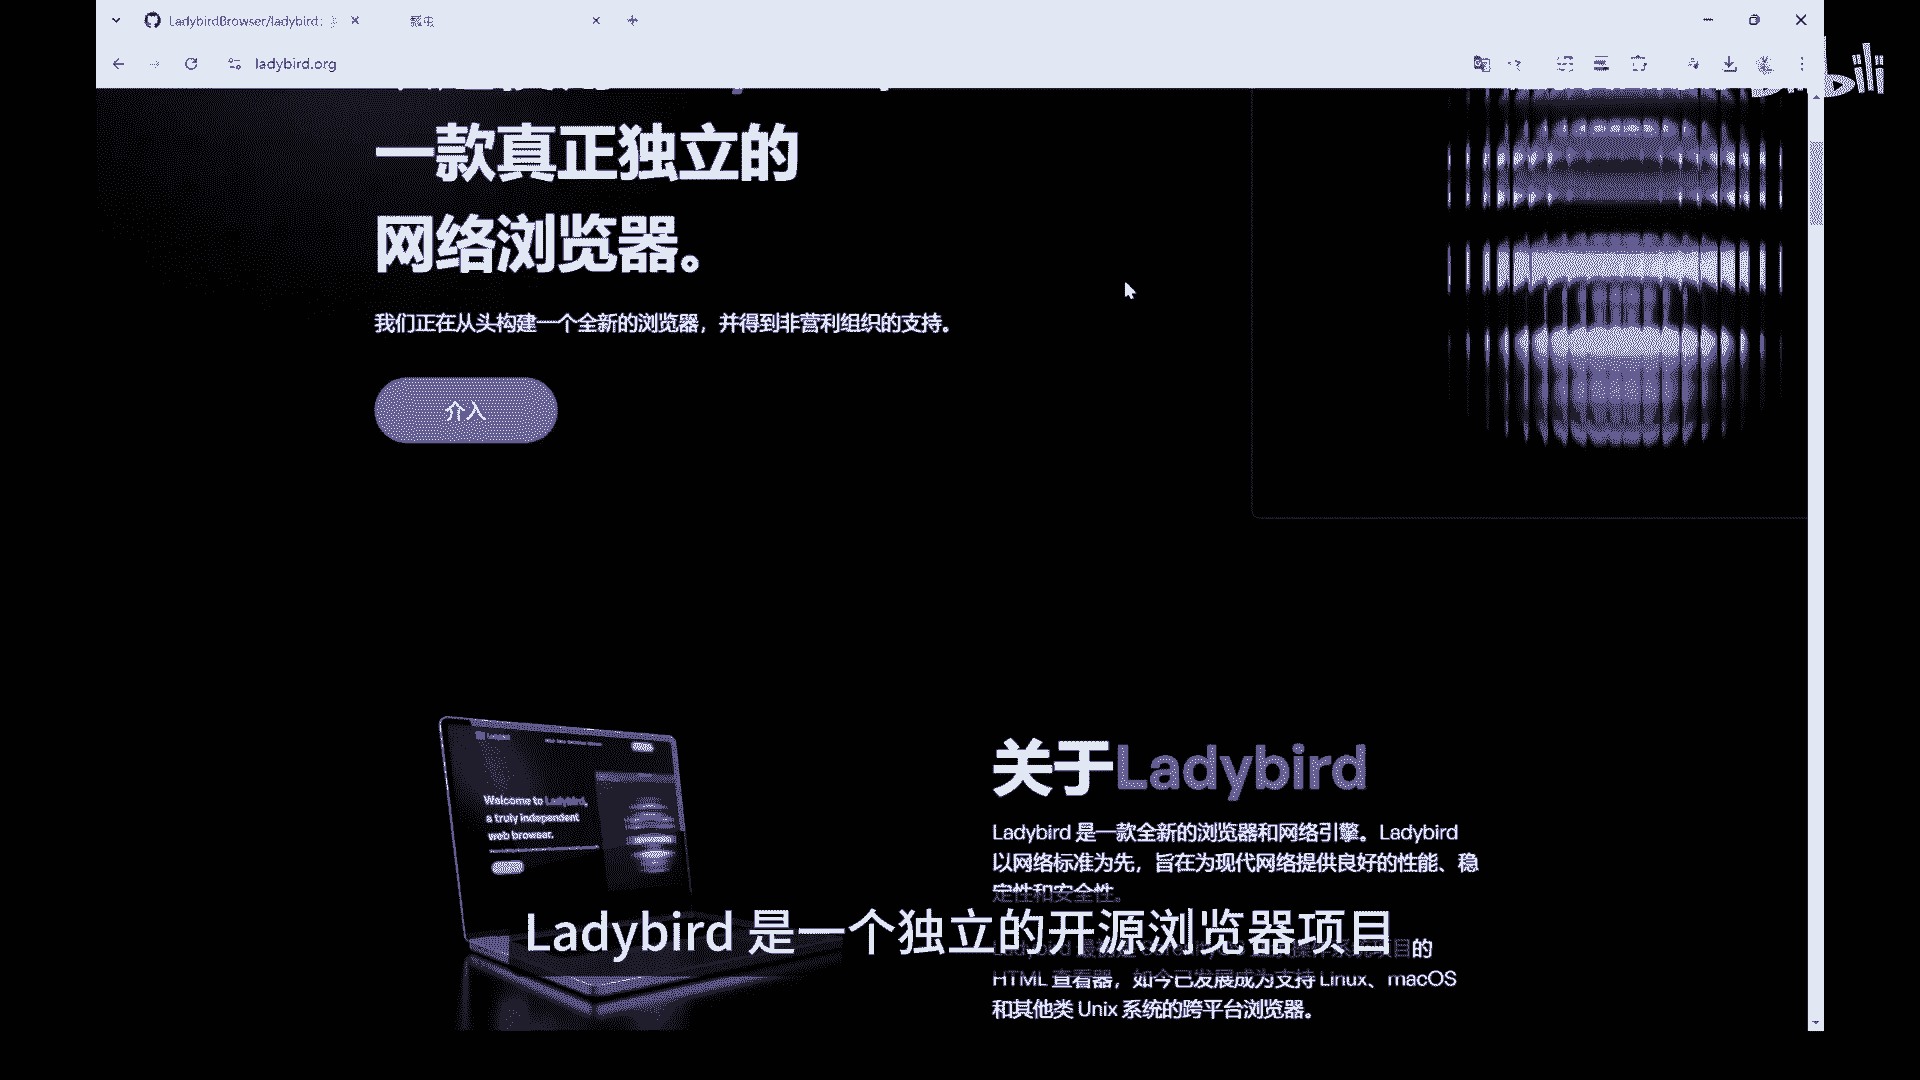 LadybirdBrowser/ladybird:
瓢虫
ladybird.org
bili
一款真正独立的
网络浏览器。
我们正在从头构建一个全新的浏览器，并得到非营利组织的支持。
介入
Welcome to Ladybird,
a truly independent
web browser.
关于Ladybird
Ladybird 是一款全新的浏览器和网络引擎。Ladybird
以网络标准为先，旨在为现代网络提供良好的性能、稳
定性和安全性。
Ladybird 是一个独立的开源浏览器项目
的
HTML 查看器，如今已发展成为支持 Linux、macOS
和其他类 Unix 系统的跨平台浏览器。